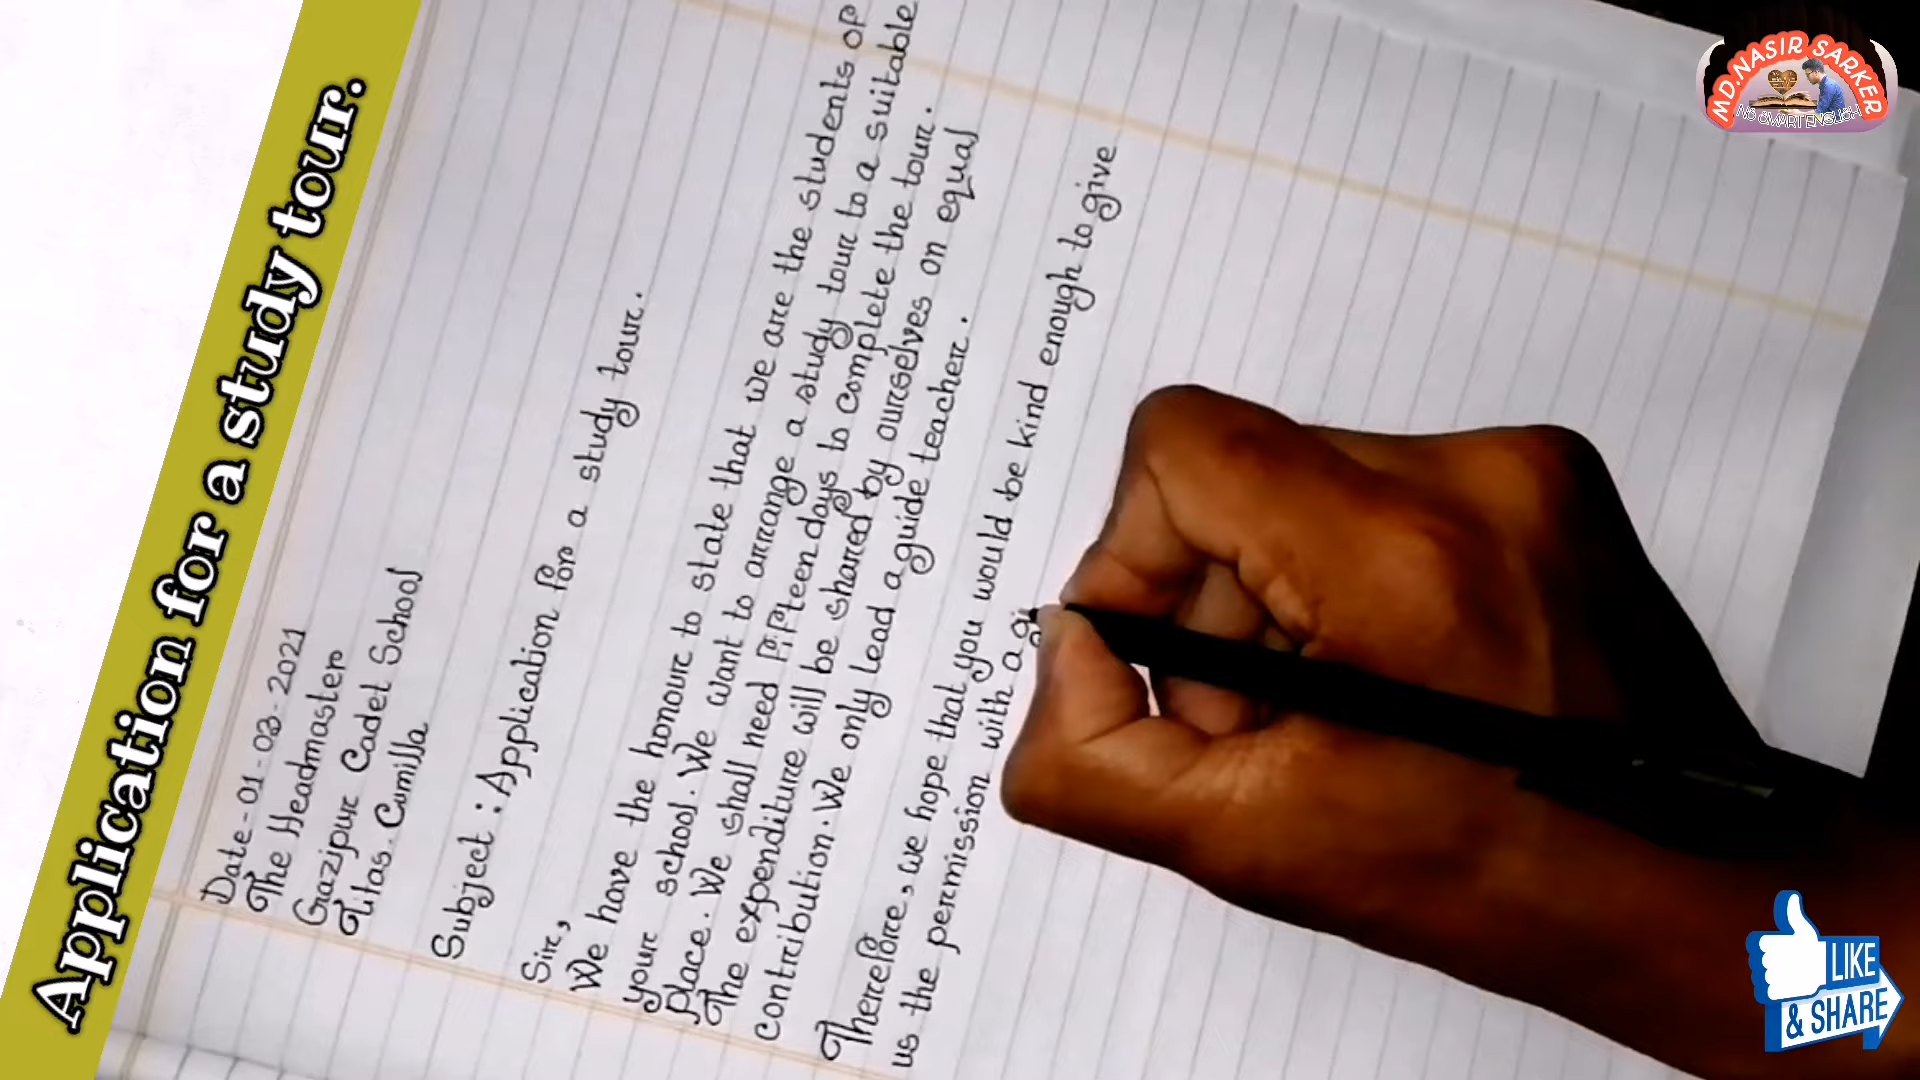 Application for a study tour.
Date-01-03-2021
The Headmaster
Gazipur Cadet School
Titas. Cumilla
Subject : Application for a study tour.
Sir,
We have the honour to state that we are the students of
your school. We want to arrange a study tour to a suitable
place. We shall need fifteen days to complete the tour.
The expenditure will be shared by ourselves on equal
contribution. We only lead a guide teacher.
Therefore, we hope that you would be kind enough to give
us the permission with a gi
MD.NASIR SARKER
NS SMART ENGLISH
LIKE
& SHARE